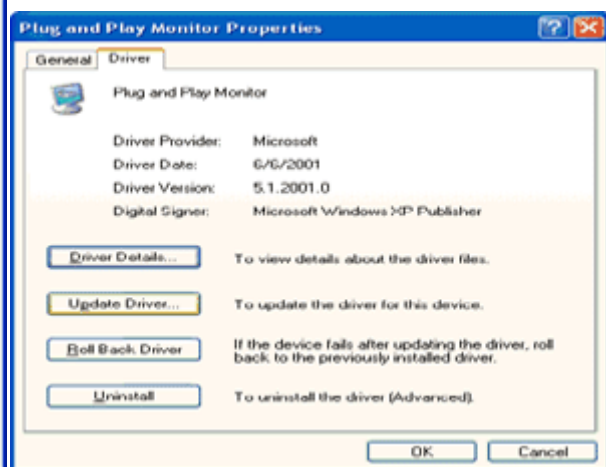 Plug and Play Monitor Properties
General Driver
Plug and Play Monitor
Driver Provider: Microsoft
Driver Date: 6/6/2001
Driver Version: 5.1.2001.0
Digital Signer: Microsoft Windows XP Publisher
Driver Details... To view details about the driver files.
Update Driver... To update the driver for this device.
Roll Back Driver If the device fails after updating the driver, roll
back to the previously installed driver.
Uninstall To uninstall the driver (Advanced).
OK Cancel